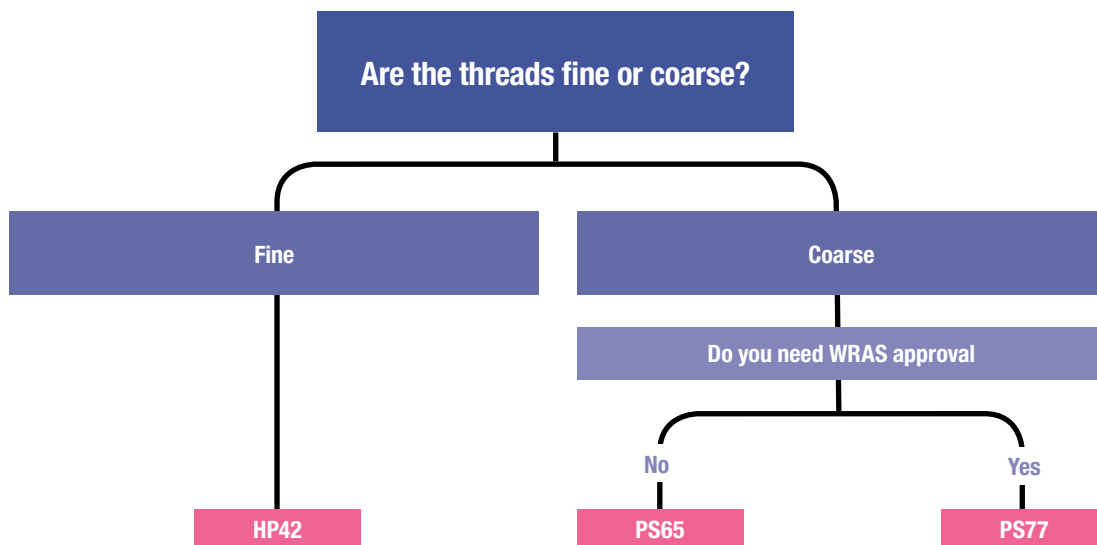 Are the threads fine or coarse?
Fine
Coarse
Do you need WRAS approval
No
Yes
HP42
PS65
PS77